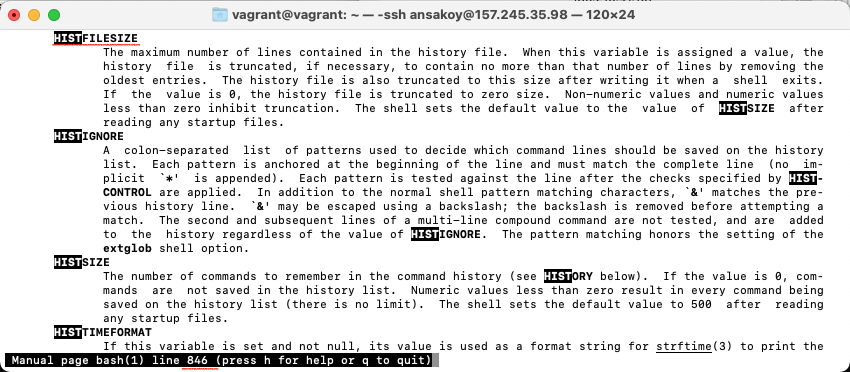 vagrant@vagrant: ~ — -ssh ansakoy@157.245.35.98 — 120×24
HISTFILESIZE
The maximum number of lines contained in the history file.  When this variable is assigned a value, the
history  file  is truncated, if necessary, to contain no more than that number of lines by removing the
oldest entries.  The history file is also truncated to this size after writing it when a  shell  exits.
If  the  value is 0, the history file is truncated to zero size.  Non-numeric values and numeric values
less than zero inhibit truncation.  The shell sets the default value to the  value  of  HISTSIZE  after
reading any startup files.
HISTIGNORE
A  colon-separated  list  of patterns used to decide which command lines should be saved on the history
list.  Each pattern is anchored at the beginning of the line and must match the complete line  (no  im-
plicit  `*'  is appended).  Each pattern is tested against the line after the checks specified by HIST-
CONTROL are applied.  In addition to the normal shell pattern matching characters, `&' matches the pre-
vious history line.  `&' may be escaped using a backslash; the backslash is removed before attempting a
match.  The second and subsequent lines of a multi-line compound command are not tested, and are  added
to  the  history regardless of the value of HISTIGNORE.  The pattern matching honors the setting of the
extglob shell option.
HISTSIZE
The number of commands to remember in the command history (see HISTORY below).  If the value is 0, com-
mands  are  not saved in the history list.  Numeric values less than zero result in every command being
saved on the history list (there is no limit).  The shell sets the default value to 500  after  reading
any startup files.
HISTTIMEFORMAT
If this variable is set and not null, its value is used as a format string for strftime(3) to print the
Manual page bash(1) line 846 (press h for help or q to quit)